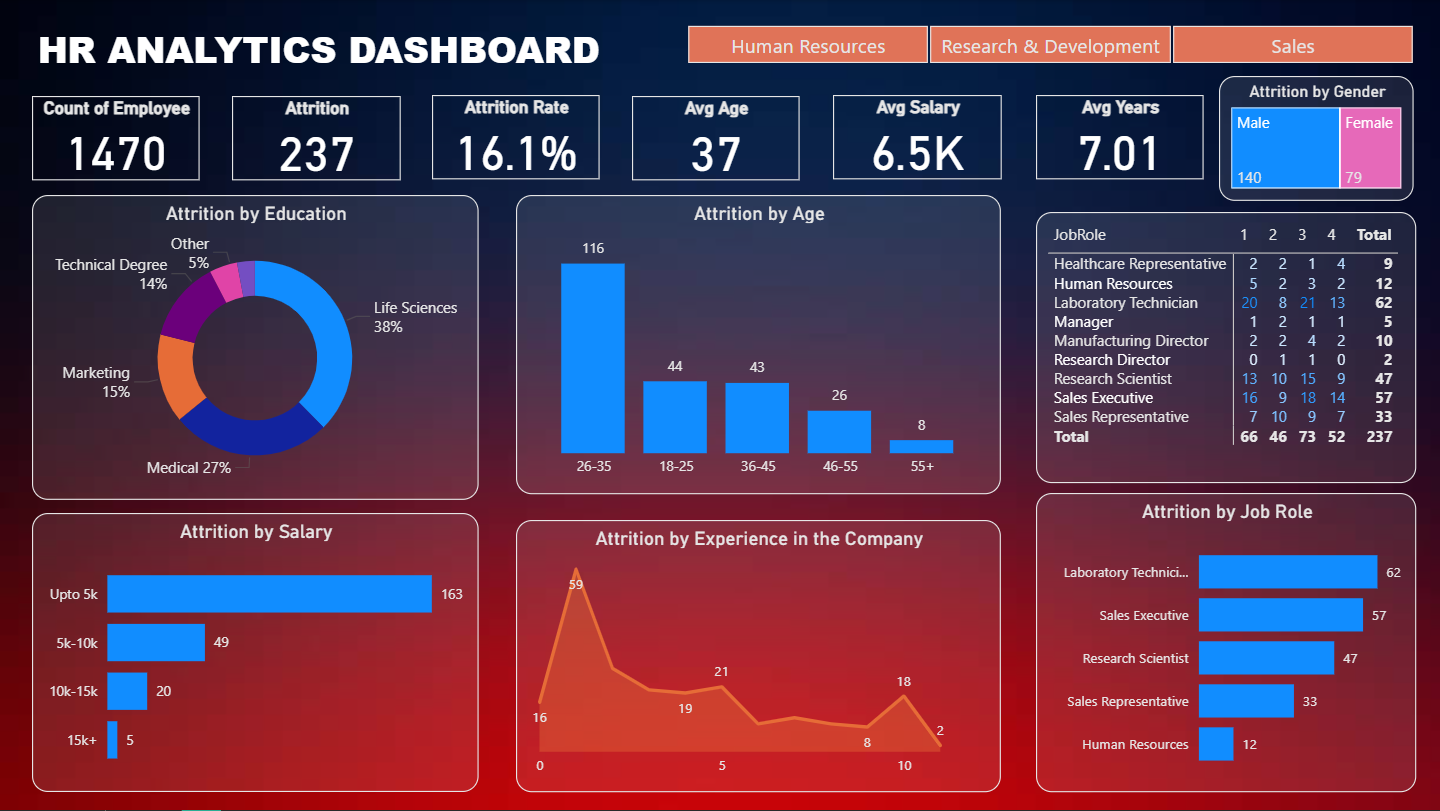 HR ANALYTICS DASHBOARD
Human Resources
Research & Development
Sales
Count of Employee
1470
Attrition
237
Attrition Rate
16.1%
Avg Age
37
Avg Salary
6.5K
Avg Years
7.01
Attrition by Gender
Male
Female
140
79
Attrition by Education
Other
5%
Technical Degree
14%
Life Sciences
38%
Marketing
15%
Medical 27%
Attrition by Age
116
44
43
26
8
26-35
18-25
36-45
46-55
55+
JobRole 1 2 3 4 Total
Healthcare Representative 2 2 1 4 9
Human Resources 5 2 3 2 12
Laboratory Technician 20 8 21 13 62
Manager 1 2 1 1 5
Manufacturing Director 2 2 4 2 10
Research Director 0 1 1 0 2
Research Scientist 13 10 15 9 47
Sales Executive 16 9 18 14 57
Sales Representative 7 10 9 7 33
Total 66 46 73 52 237
Attrition by Salary
Upto 5k 163
5k-10k 49
10k-15k 20
15k+ 5
Attrition by Experience in the Company
59
21
18
16
19
8
2
0
5
10
Attrition by Job Role
Laboratory Technici... 62
Sales Executive 57
Research Scientist 47
Sales Representative 33
Human Resources 12